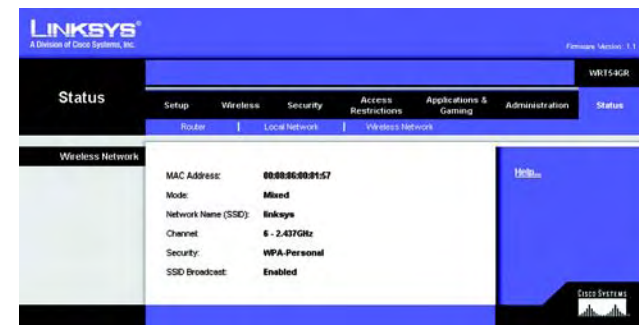 LINKSYS®
A Division of Cisco Systems, Inc.
Firmware Version: 1.1
WRT54GR
Status
Setup Wireless Security Access Restrictions Applications & Gaming Administration Status
Router | Local Network | Wireless Network
Wireless Network
MAC Address: 00:08:06:00:01:57
Mode: Mixed
Network Name (SSID): linksys
Channel: 6 - 2.437GHz
Security: WPA-Personal
SSID Broadcast: Enabled
Help...
CISCO SYSTEMS